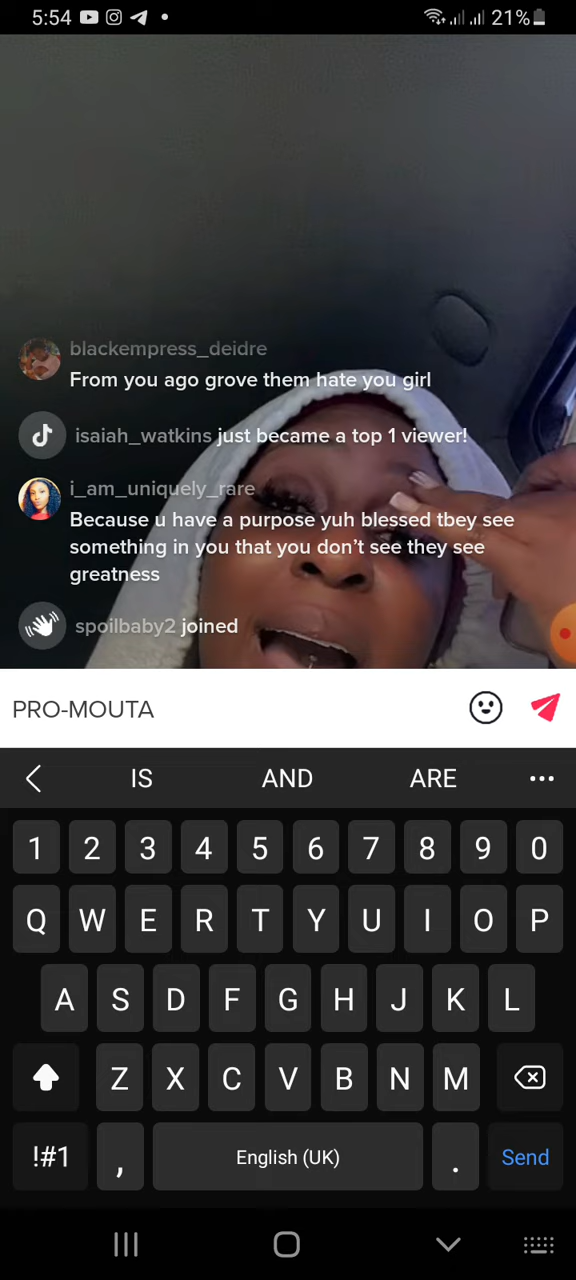 5:54 21%
blackempress_deidre
From you ago grove them hate you girl
isaiah_watkins just became a top 1 viewer!
i_am_uniquely_rare
Because u have a purpose yuh blessed tbey see
something in you that you don’t see they see
greatness
spoilbaby2 joined
PRO-MOUTA
IS AND ARE
1 2 3 4 5 6 7 8 9 0
Q W E R T Y U I O P
A S D F G H J K L
Z X C V B N M
!#1 , English (UK) . Send